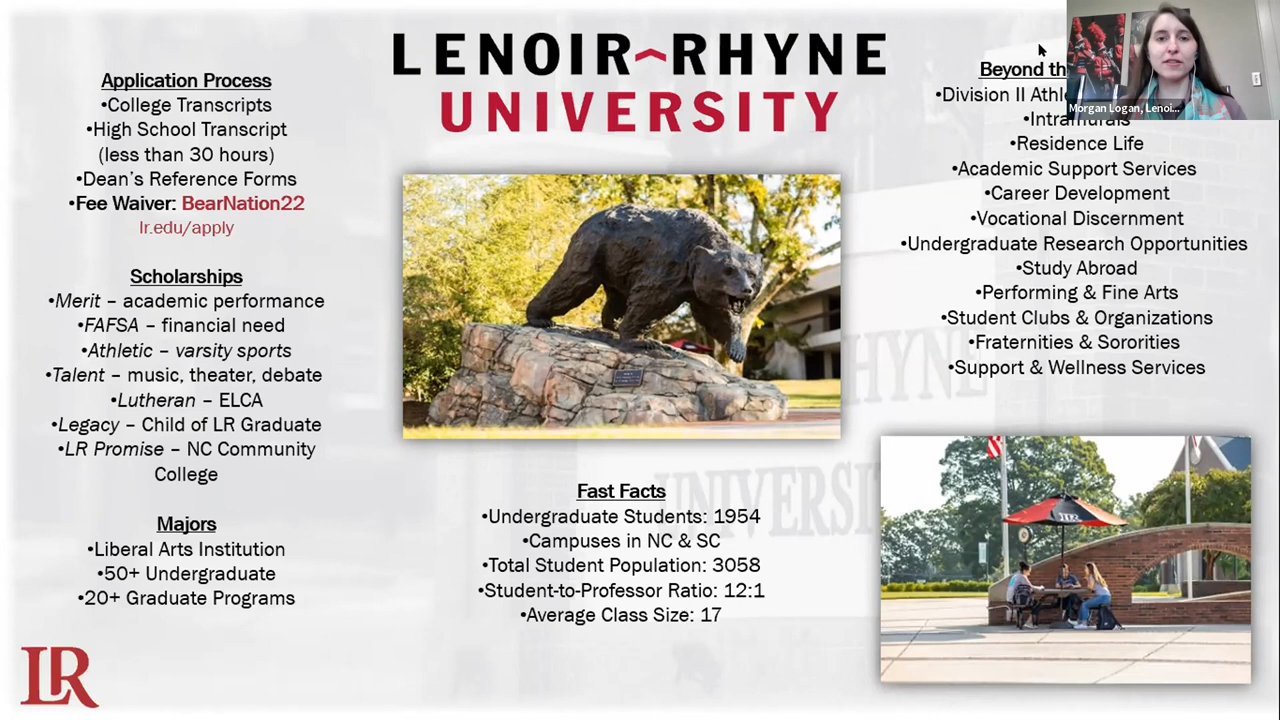 LENOIR-RHYNE
UNIVERSITY
Application Process
•College Transcripts
•High School Transcript
(less than 30 hours)
•Dean's Reference Forms
•Fee Waiver: BearNation22
lr.edu/apply
Scholarships
•Merit – academic performance
•FAFSA – financial need
•Athletic – varsity sports
•Talent – music, theater, debate
•Lutheran – ELCA
•Legacy – Child of LR Graduate
•LR Promise – NC Community
College
Majors
•Liberal Arts Institution
•50+ Undergraduate
•20+ Graduate Programs
LR
Fast Facts
•Undergraduate Students: 1954
•Campuses in NC & SC
•Total Student Population: 3058
•Student-to-Professor Ratio: 12:1
•Average Class Size: 17
Beyond
•Division II
•Intramurals
•Residence Life
•Academic Support Services
•Career Development
•Vocational Discernment
•Undergraduate Research Opportunities
•Study Abroad
•Performing & Fine Arts
•Student Clubs & Organizations
•Fraternities & Sororities
•Support & Wellness Services
Morgan Logan, Lenoi...
RHYNE
UNIVERSI
LR